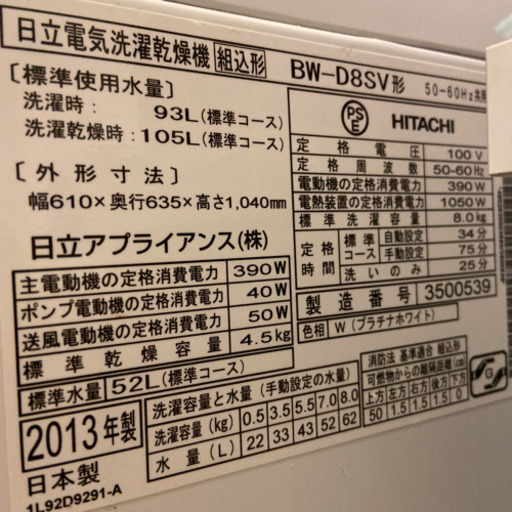 日立電気洗濯乾燥機 組込形 BW-D8SV形 50-60Hz共用
〔標準使用水量〕
洗濯時： 93L(標準コース)
洗濯乾燥時：105L(標準コース)
〔外形寸法〕
幅610×奥行635×高さ1,040mm
日立アプライアンス(株)
主電動機の定格消費電力 390W
ポンプ電動機の定格消費電力 40W
送風電動機の定格消費電力 50W
標準乾燥容量 4.5kg
標準水量 52L(標準コース)
2013年製
日本製
1L92D9291-A
PSE HITACHI
定格電圧 100V
定格周波数 50-60Hz
電動機の定格消費電力 390W
電熱装置の定格消費電力 1050W
標準洗濯容量 8.0kg
定格時間 標準コース 自動設定 34分
手動設定 75分
洗いのみ 25分
製造番号 3500539
色相 W (プラチナホワイト)
洗濯容量と水量 (手動設定の水量)
洗濯容量(kg) 0.5 3.5 5.5 7.0 8.0
水量(L) 22 33 43 52 62
消防法 基準適合 組込形
可燃物からの離隔距離(cm)
上方 左方 右方 前方 後方 下方
50 1.5 1.5 1.5 0